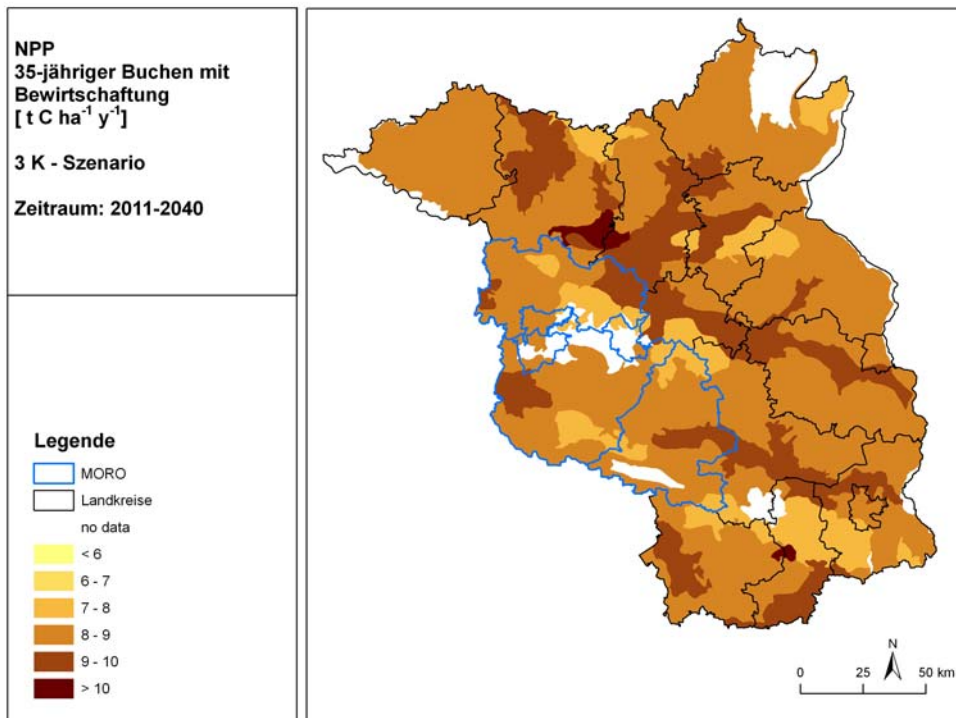 NPP
35-jähriger Buchen mit
Bewirtschaftung
[ t C ha⁻¹ y⁻¹]
3 K - Szenario
Zeitraum: 2011-2040
Legende
MORO
Landkreise
no data
< 6
6 - 7
7 - 8
8 - 9
9 - 10
> 10
N
0 25 50 km